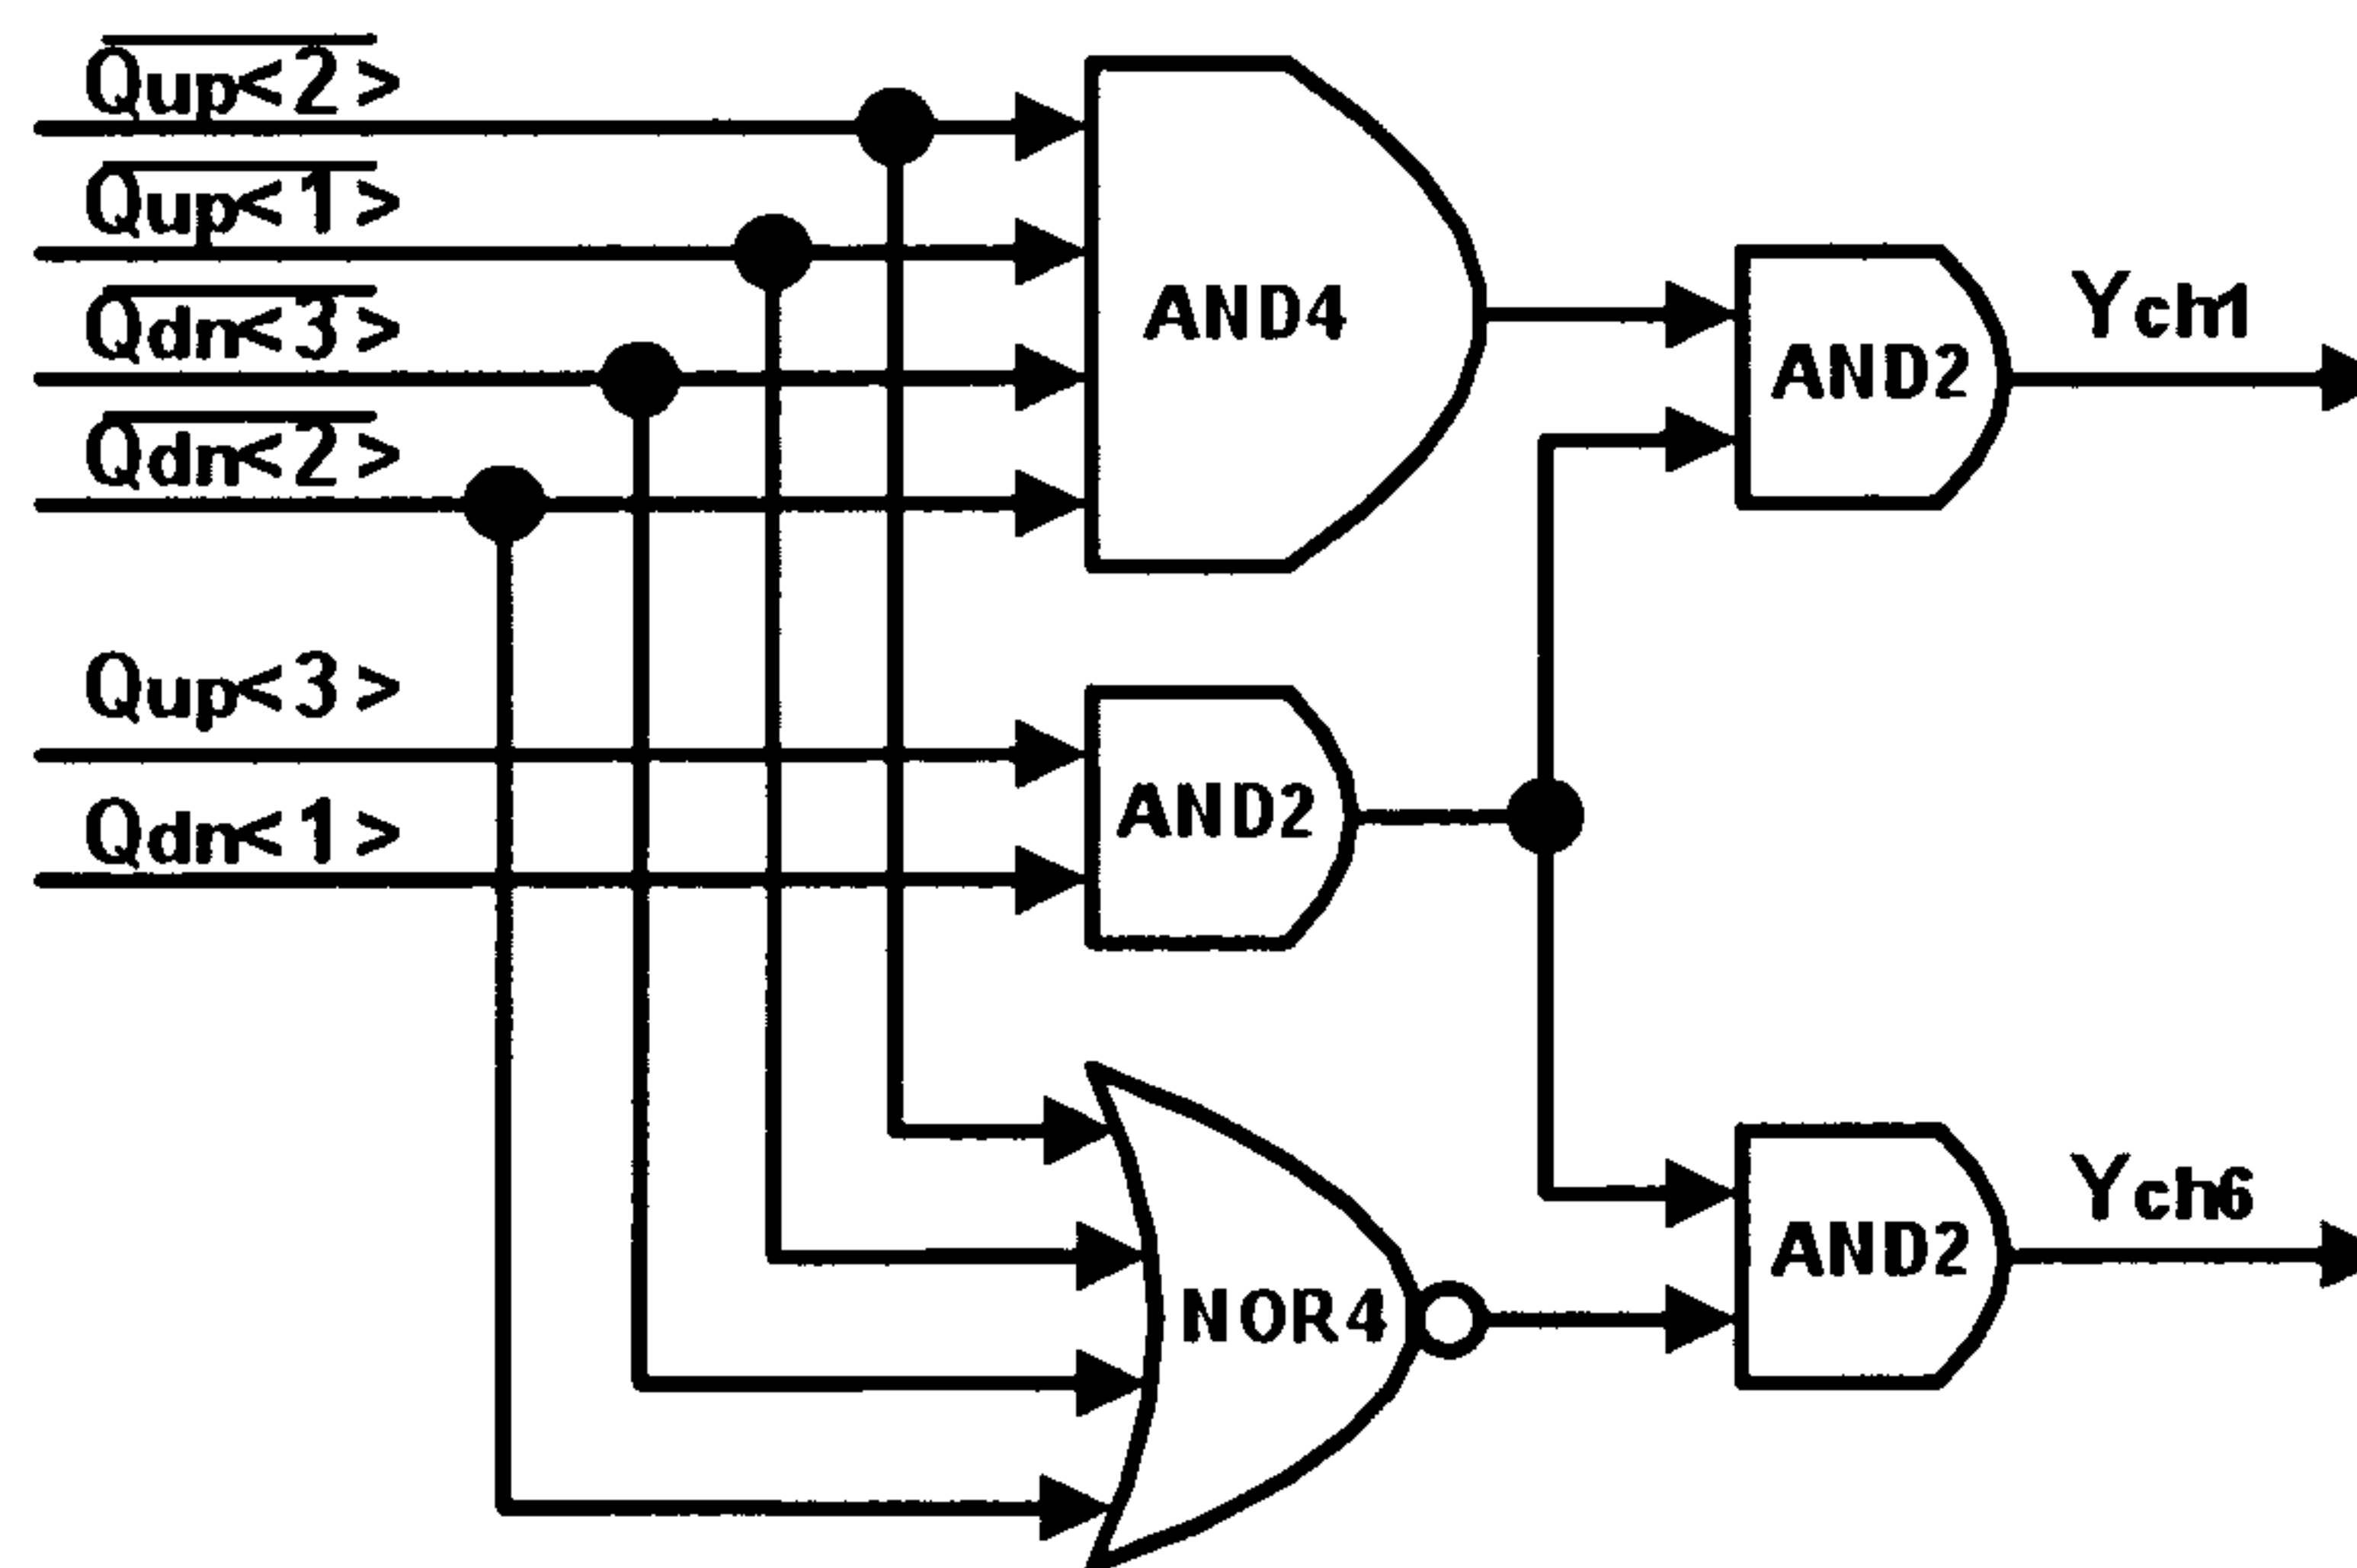 Qup<2>
Qup<1>
Qdn<3>
Qdn<2>
AND4
AND2
Ych1
Qup<3>
Qdn<1>
AND2
NOR4
AND2
Ych6